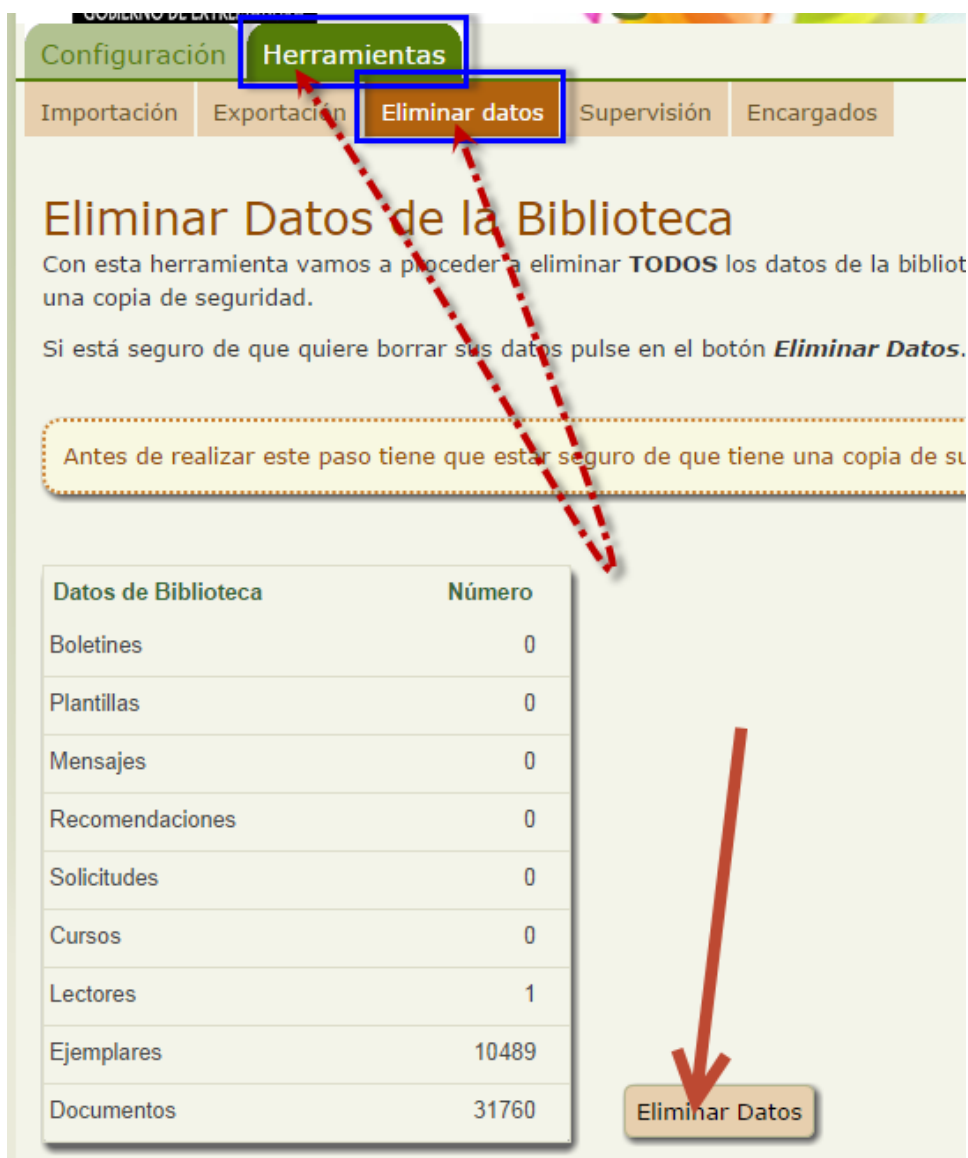 GOBIERNO DE EXTREMADURA
Configuración Herramientas
Importación Exportación Eliminar datos Supervisión Encargados
Eliminar Datos de la Biblioteca
Con esta herramienta vamos a proceder a eliminar TODOS los datos de la bibliot
una copia de seguridad.
Si está seguro de que quiere borrar sus datos pulse en el botón Eliminar Datos.
Antes de realizar este paso tiene que estar seguro de que tiene una copia de su
Datos de Biblioteca Número
Boletines 0
Plantillas 0
Mensajes 0
Recomendaciones 0
Solicitudes 0
Cursos 0
Lectores 1
Ejemplares 10489
Documentos 31760
Eliminar Datos